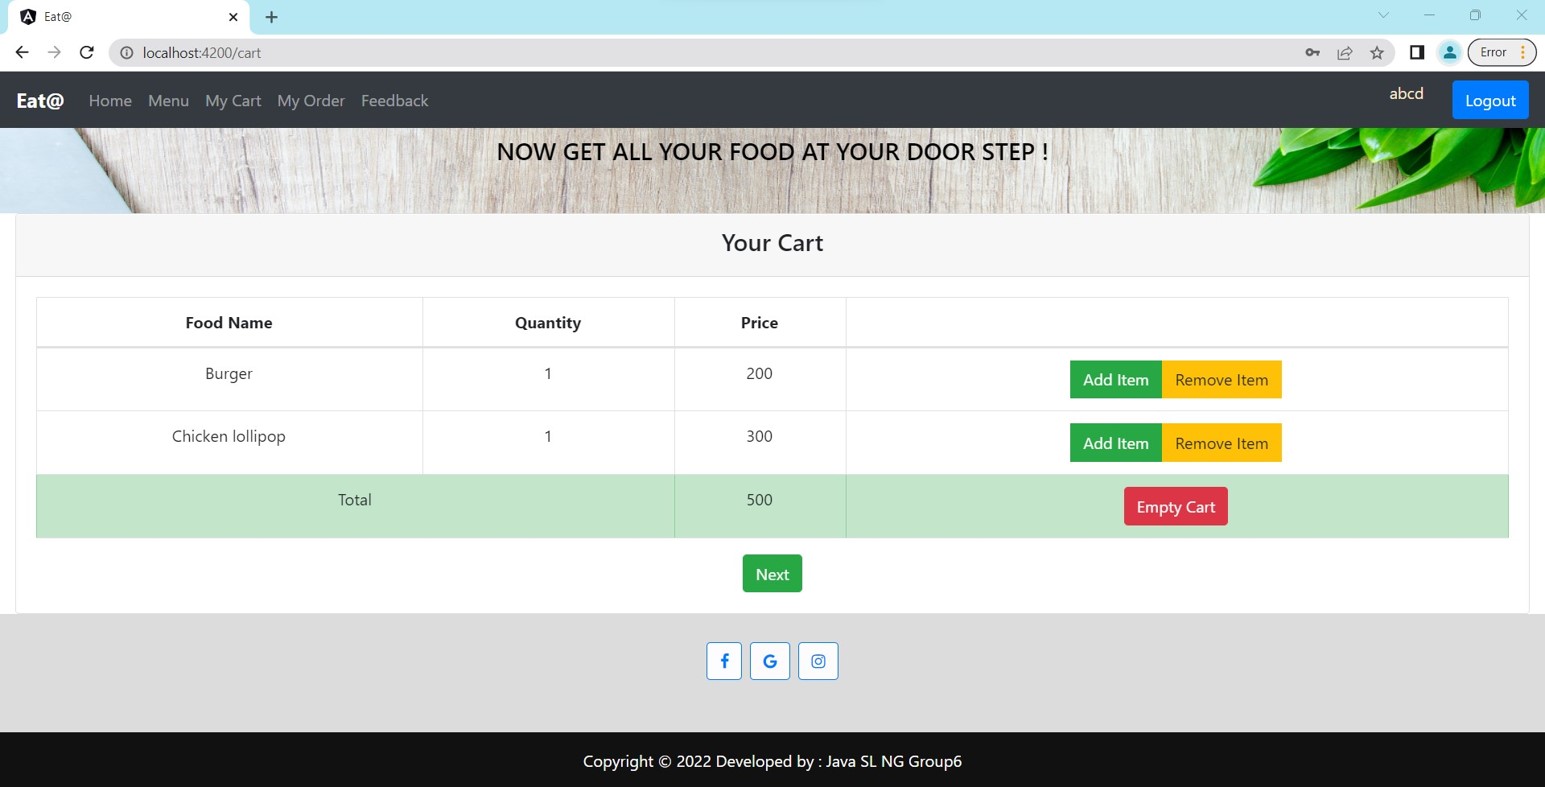 Eat@
localhost:4200/cart
Error
Eat@ Home Menu My Cart My Order Feedback abcd Logout
NOW GET ALL YOUR FOOD AT YOUR DOOR STEP !
Your Cart
Food Name Quantity Price
Burger 1 200 Add Item Remove Item
Chicken lollipop 1 300 Add Item Remove Item
Total 500 Empty Cart
Next
Copyright © 2022 Developed by : Java SL NG Group6